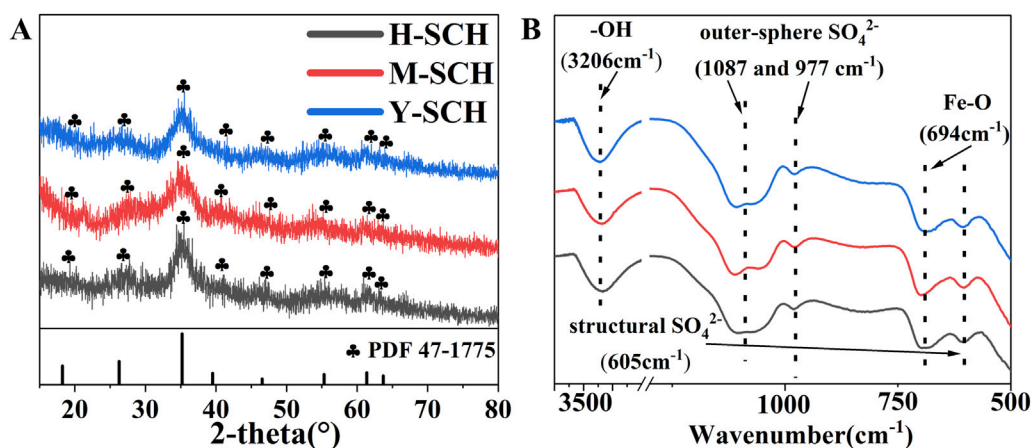 A
H-SCH
M-SCH
Y-SCH
♣ PDF 47-1775
15 20 30 40 50 60 70 80
2-theta(°)
B
-OH
(3206cm⁻¹)
outer-sphere SO₄²⁻
(1087 and 977 cm⁻¹)
Fe-O
(694cm⁻¹)
structural SO₄²⁻
(605cm⁻¹)
3500 1000 500
Wavenumber(cm⁻¹)